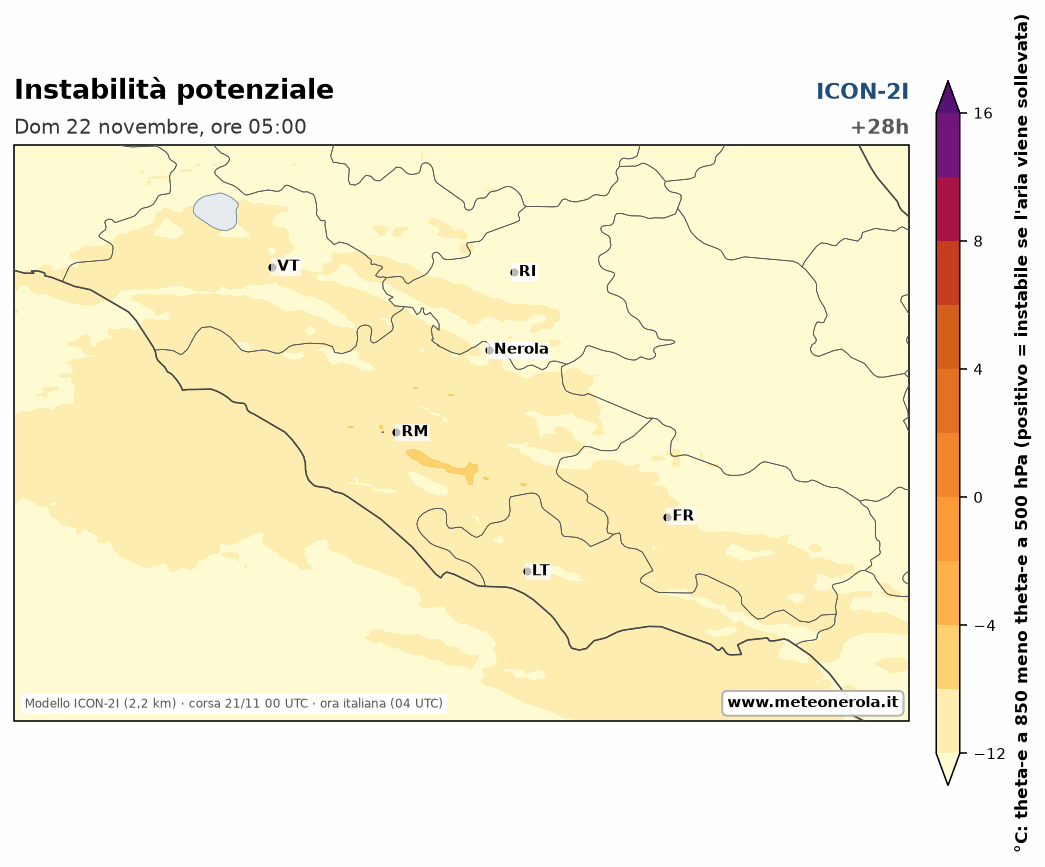 Instabilità potenziale
ICON-2I
Dom 22 novembre, ore 05:00
+28h
VT
RI
Nerola
RM
FR
LT
Modello ICON-2I (2,2 km) · corsa 21/11 00 UTC · ora italiana (04 UTC)
www.meteonerola.it
16
8
4
0
−4
−12
°C: theta-e a 850 meno theta-e a 500 hPa (positivo = instabile se l'aria viene sollevata)